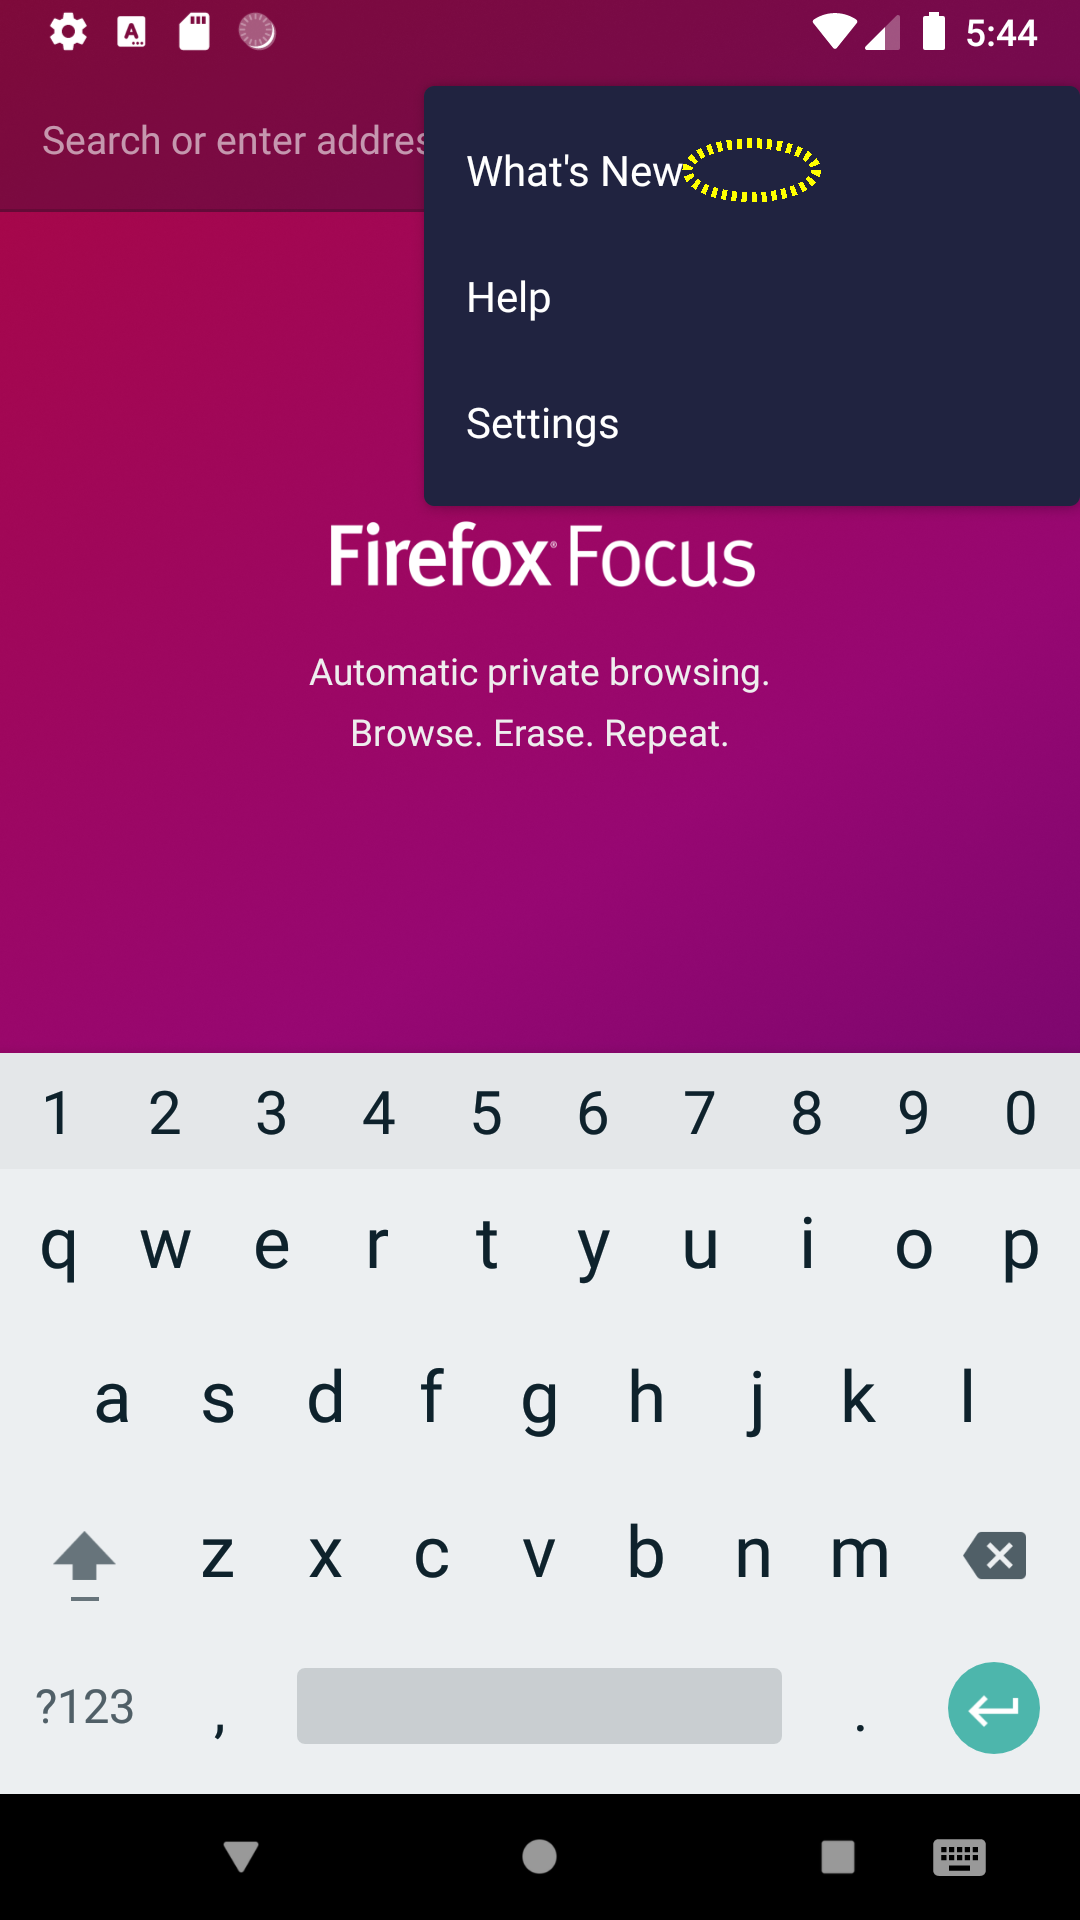 5:44
Search or enter addres
What's New
Help
Settings
Firefox Focus
Automatic private browsing.
Browse. Erase. Repeat.
1 2 3 4 5 6 7 8 9 0
q w e r t y u i o p
a s d f g h j k l
z x c v b n m
?123 , .